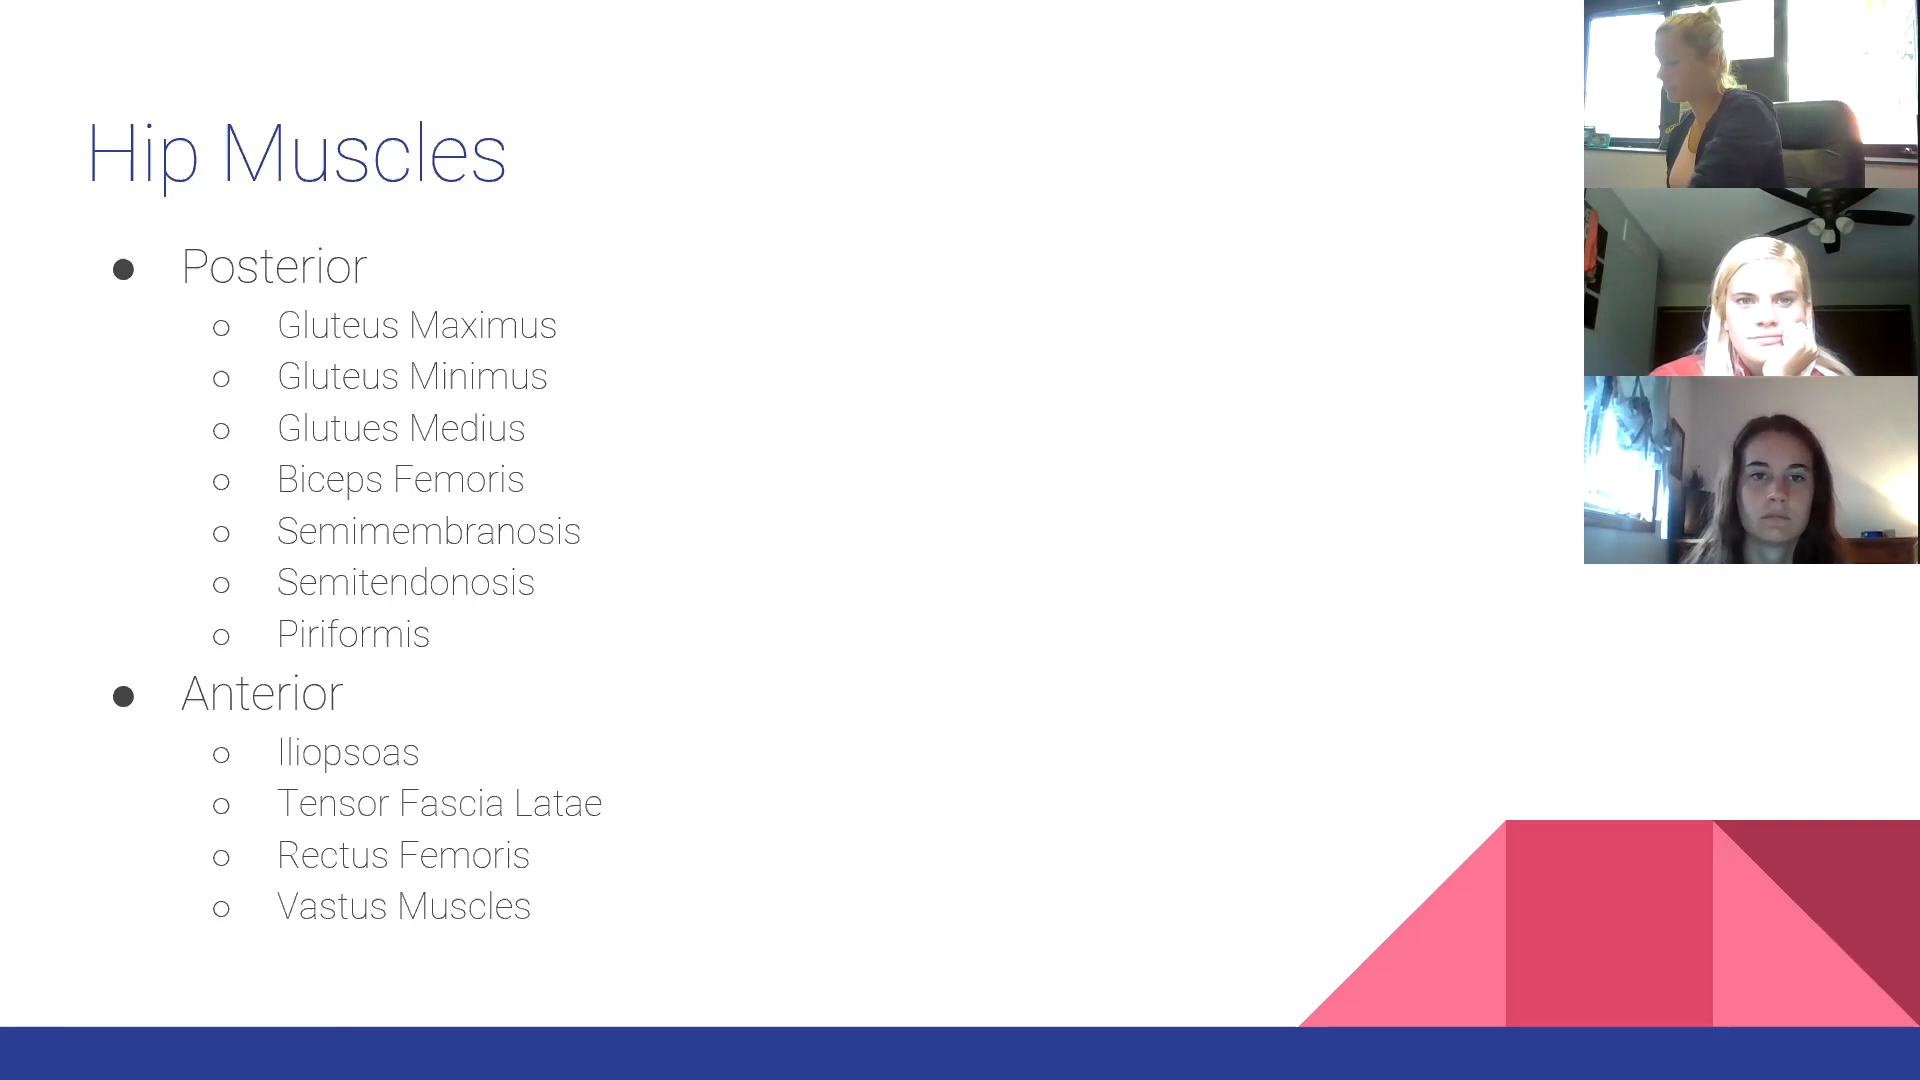 Hip Muscles
● Posterior
○ Gluteus Maximus
○ Gluteus Minimus
○ Glutues Medius
○ Biceps Femoris
○ Semimembranosis
○ Semitendonosis
○ Piriformis
● Anterior
○ Iliopsoas
○ Tensor Fascia Latae
○ Rectus Femoris
○ Vastus Muscles